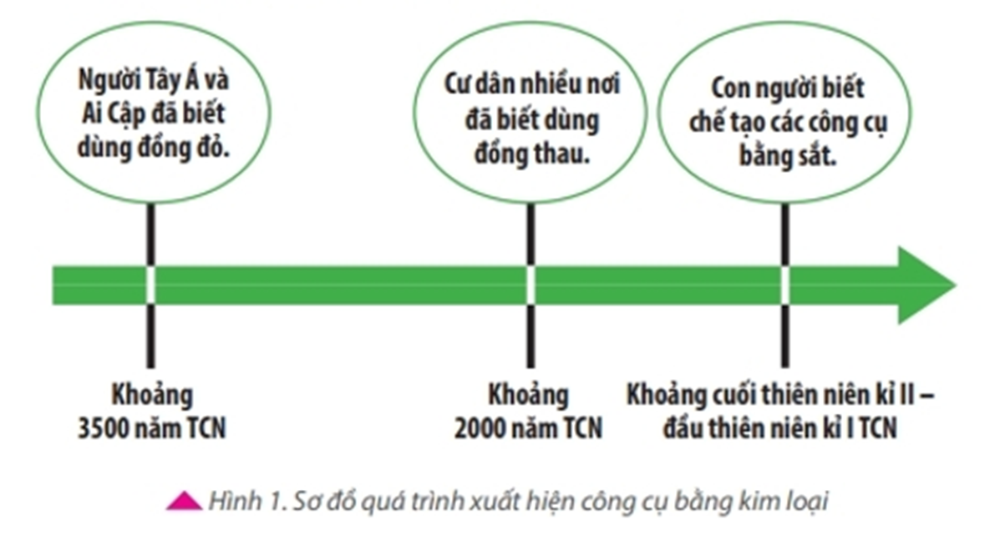 Người Tây Á và
Ai Cập đã biết
dùng đồng đỏ.
Cư dân nhiều nơi
đã biết dùng
đồng thau.
Con người biết
chế tạo các công cụ
bằng sắt.
Khoảng
3500 năm TCN
Khoảng
2000 năm TCN
Khoảng cuối thiên niên kỉ II –
đầu thiên niên kỉ I TCN
Hình 1. Sơ đồ quá trình xuất hiện công cụ bằng kim loại